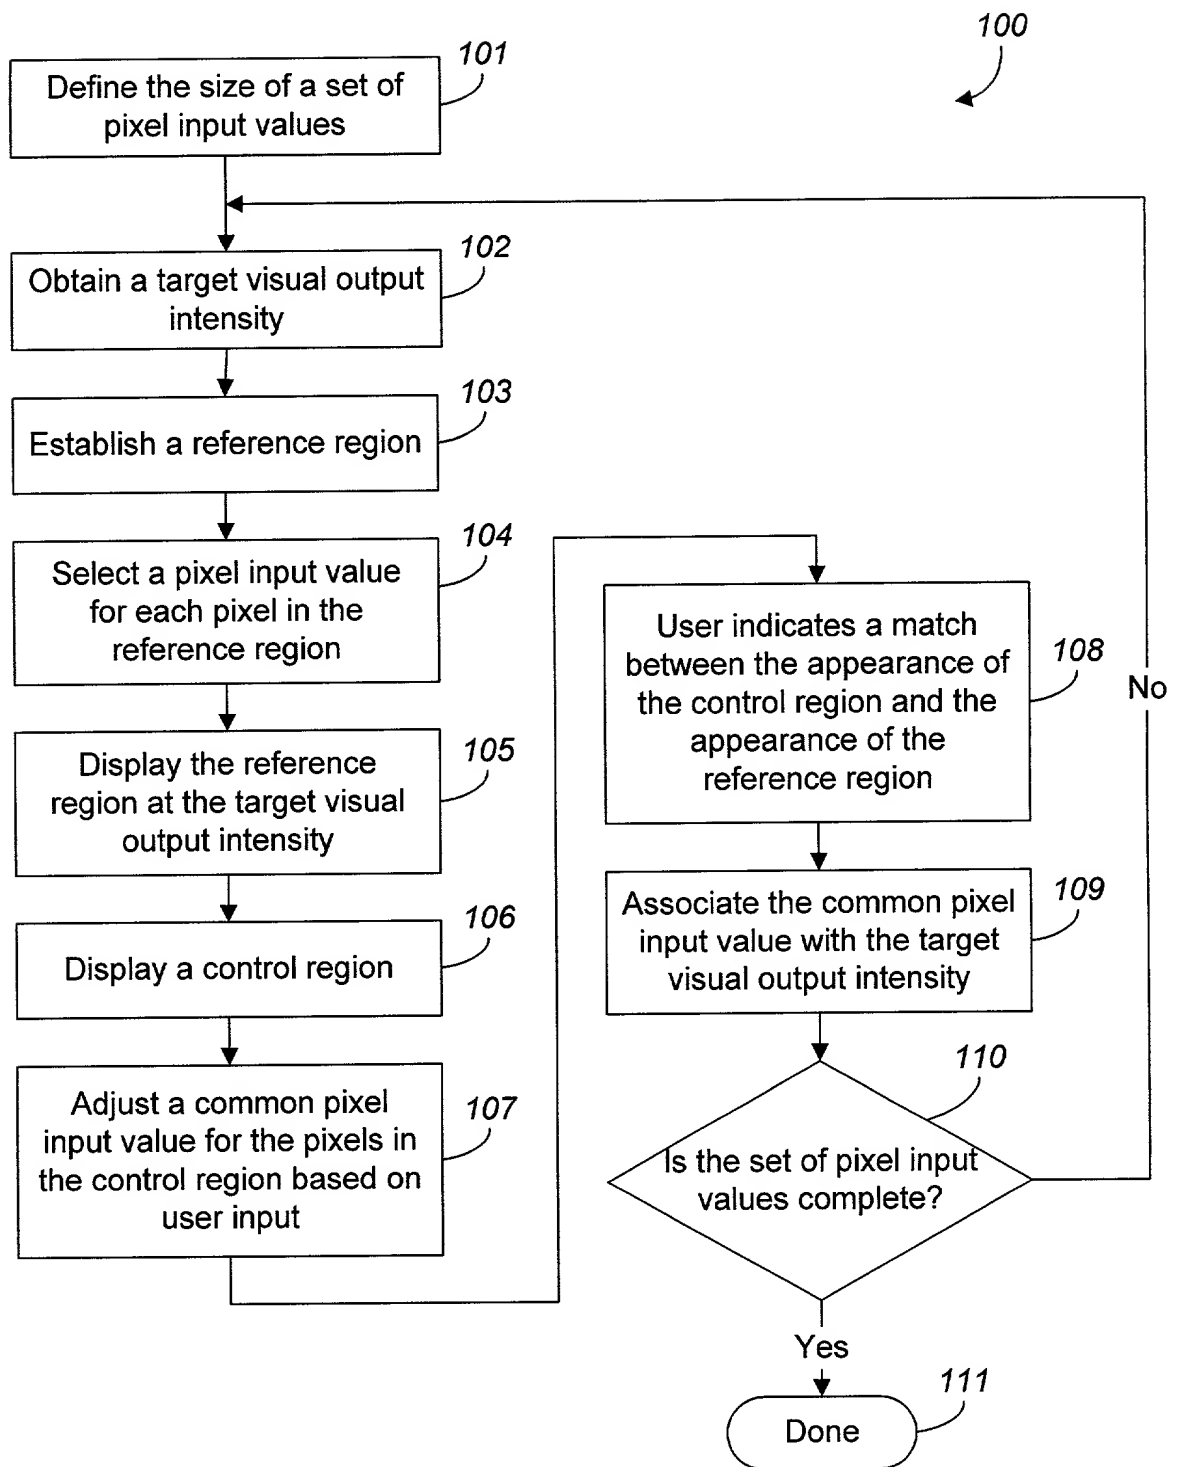 100
101
Define the size of a set of
pixel input values
102
Obtain a target visual output
intensity
103
Establish a reference region
104
Select a pixel input value
for each pixel in the
reference region
105
Display the reference
region at the target visual
output intensity
106
Display a control region
107
Adjust a common pixel
input value for the pixels in
the control region based on
user input
108
User indicates a match
between the appearance of
the control region and the
appearance of the
reference region
109
Associate the common pixel
input value with the target
visual output intensity
110
Is the set of pixel input
values complete?
No
Yes
111
Done